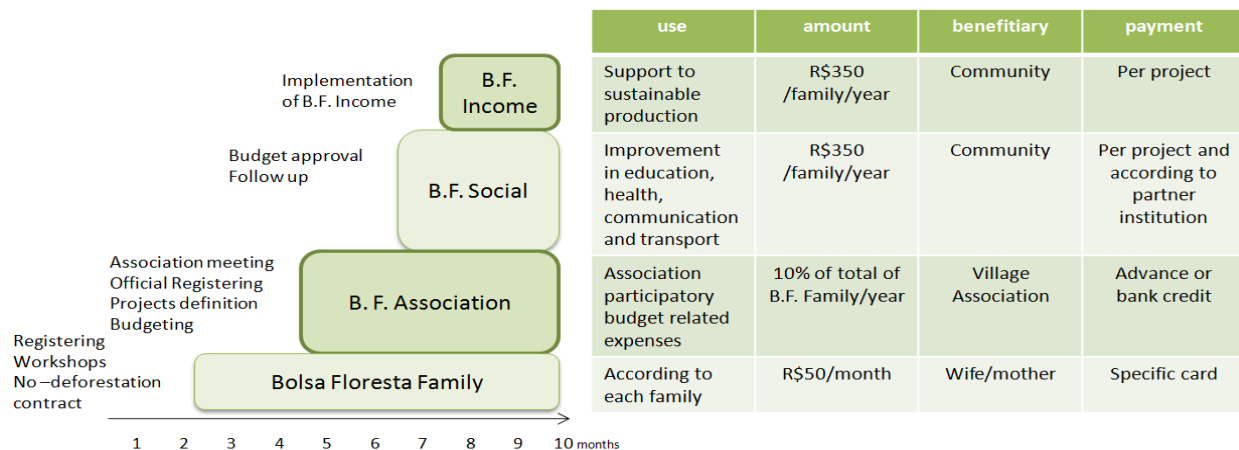 Implementation
of B.F. Income
B.F.
Income
Budget approval
Follow up
B.F. Social
Association meeting
Official Registering
Projects definition
Budgeting
B. F. Association
Registering
Workshops
No –deforestation
contract
Bolsa Floresta Family
1 2 3 4 5 6 7 8 9 10 months
use amount benefitiary payment
Support to
sustainable
production
R$350
/family/year
Community
Per project
Improvement
in education,
health,
communication
and transport
R$350
/family/year
Community
Per project and
according to
partner
institution
Association
participatory
budget related
expenses
10% of total of
B.F. Family/year
Village
Association
Advance or
bank credit
According to
each family
R$50/month
Wife/mother
Specific card